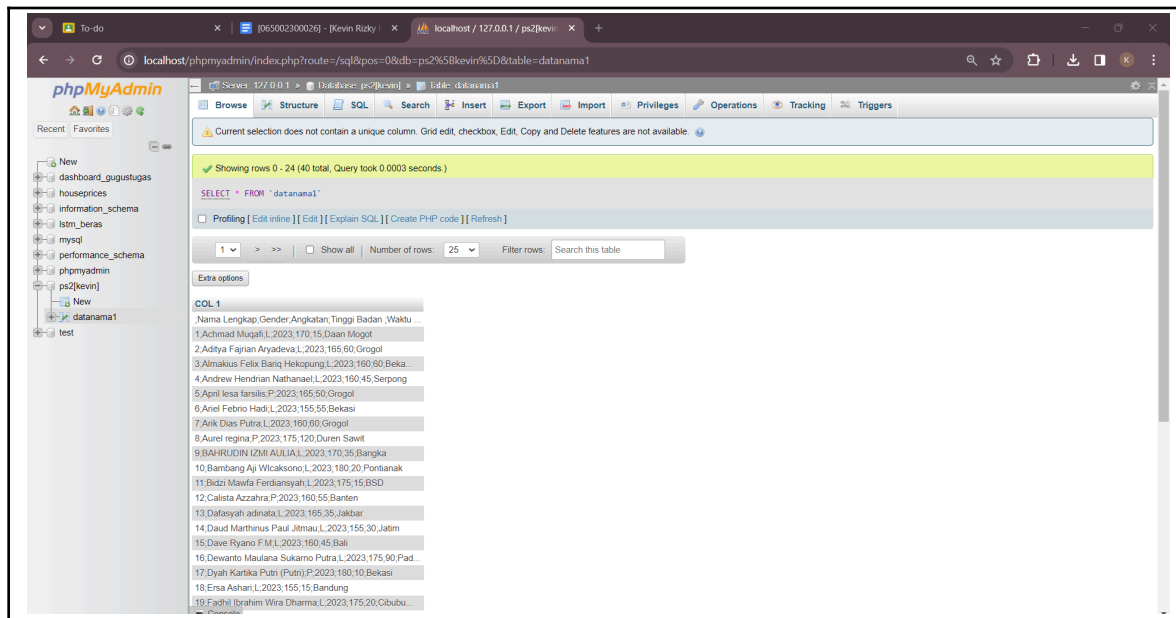 To-do
[065002300026] - [Kevin Rizky
localhost / 127.0.0.1 / ps2[kevin
localhost/phpmyadmin/index.php?route=/sql&pos=0&db=ps2%5Bkevin%5D&table=datanama1
K
phpMyAdmin
Recent Favorites
New
dashboard_gugustugas
houseprices
information_schema
lstm_beras
mysql
performance_schema
phpmyadmin
ps2[kevin]
New
datanama1
test
Server: 127.0.0.1 » Database: ps2[kevin] » Table: datanama1
Browse Structure SQL Search Insert Export Import Privileges Operations Tracking Triggers
Current selection does not contain a unique column. Grid edit, checkbox, Edit, Copy and Delete features are not available.
Showing rows 0 - 24 (40 total, Query took 0.0003 seconds.)
SELECT * FROM `datanama1`
Profiling [ Edit inline ] [ Edit ] [ Explain SQL ] [ Create PHP code ] [ Refresh ]
1 > >> Show all Number of rows: 25 Filter rows: Search this table
Extra options
COL 1
;Nama Lengkap;Gender;Angkatan;Tinggi Badan ;Waktu ...
1;Achmad Muqafi;L;2023;170;15;Daan Mogot
2;Aditya Fajrian Aryadeva;L;2023;165;60;Grogol
3;Almakius Felix Bariq Hekopung;L;2023;160;60;Beka...
4;Andrew Hendrian Nathanael;L;2023;160;45;Serpong
5;April lesa farsilis;P;2023;165;50;Grogol
6;Ariel Febrio Hadi;L;2023;155;55;Bekasi
7;Arik Dias Putra;L;2023;160;60;Grogol
8;Aurel regina;P;2023;175;120;Duren Sawit
9;BAHRUDIN IZMI AULIA;L;2023;170;35;Bangka
10;Bambang Aji WIcaksono;L;2023;180;20;Pontianak
11;Bidzi Mawfa Ferdiansyah;L;2023;175;15;BSD
12;Calista Azzahra;P;2023;160;55;Banten
13;Dafasyah adinata;L;2023;165;35;Jakbar
14;Daud Marthinus Paul Jitmau;L;2023;155;30;Jatim
15;Dave Ryano F.M;L;2023;160;45;Bali
16;Dewanto Maulana Sukarno Putra;L;2023;175;90;Pad...
17;Dyah Kartika Putri (Putri);P;2023;180;10;Bekasi
18;Ersa Ashari;L;2023;155;15;Bandung
19;Fadhil Ibrahim Wira Dharma;L;2023;175;20;Cibubu...
Console